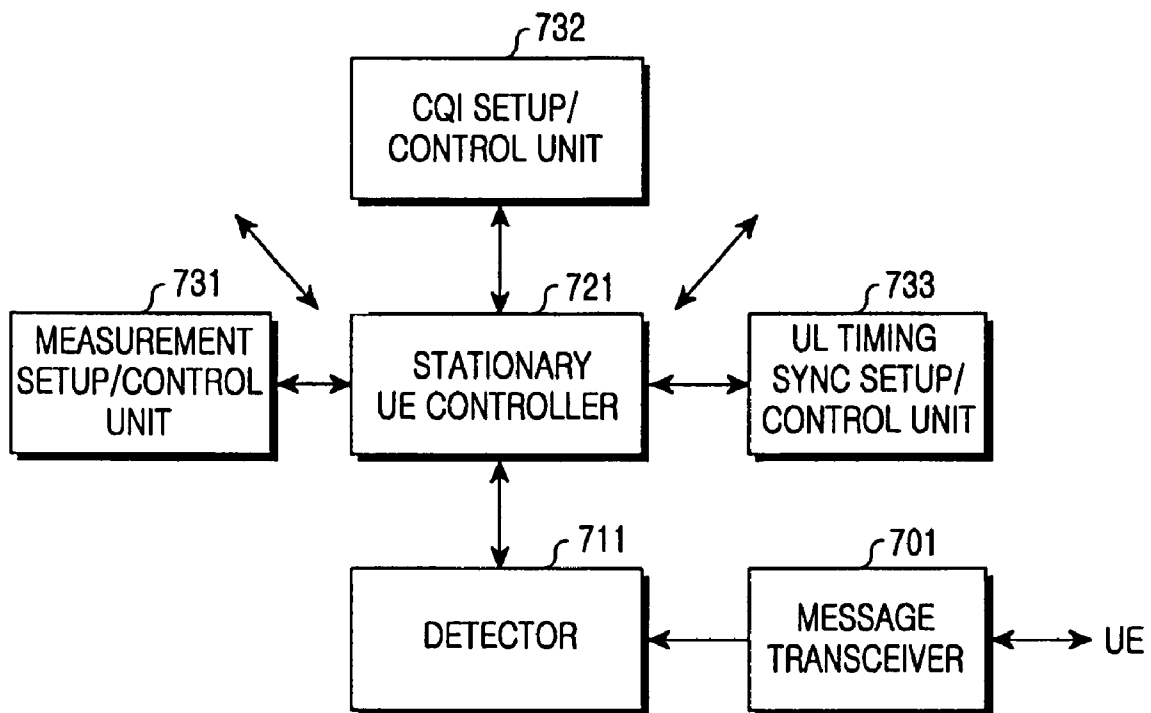 732
CQI SETUP/
CONTROL UNIT
731
MEASUREMENT
SETUP/CONTROL
UNIT
721
STATIONARY
UE CONTROLLER
733
UL TIMING
SYNC SETUP/
CONTROL UNIT
711
DETECTOR
701
MESSAGE
TRANSCEIVER
UE